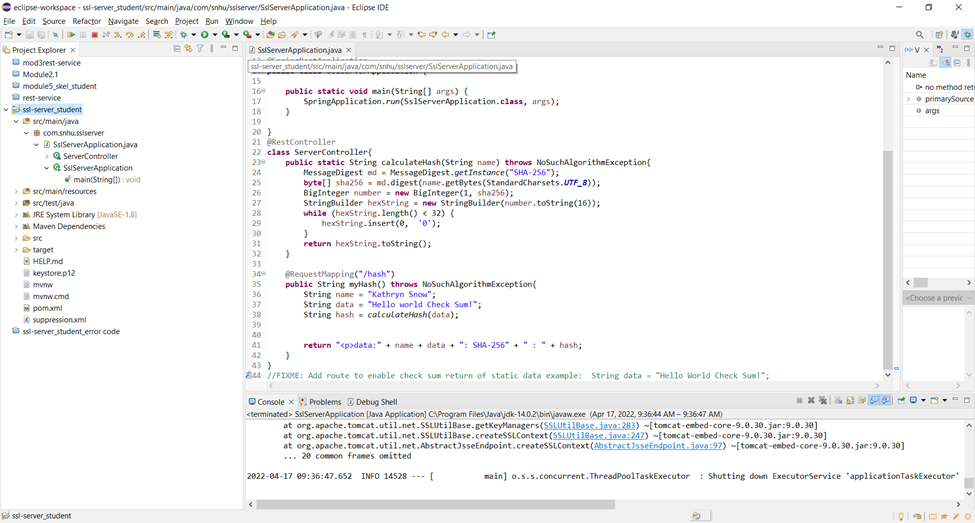 eclipse-workspace - ssl-server_student/src/main/java/com/snhu/sslserver/SslServerApplication.java - Eclipse IDE
File Edit Source Refactor Navigate Search Project Run Window Help
Project Explorer
mod3rest-service
Module2.1
module5_skel_student
rest-service
ssl-server_student
src/main/java
com.snhu.sslserver
SslServerApplication.java
ServerController
SslServerApplication
main(String[]) : void
src/main/resources
src/test/java
JRE System Library [JavaSE-1.8]
Maven Dependencies
src
target
HELP.md
keystore.p12
mvnw
mvnw.cmd
pom.xml
suppression.xml
ssl-server_student_error code
SslServerApplication.java
ssl-server_student/src/main/java/com/snhu/sslserver/SslServerApplication.java
15
16 public static void main(String[] args) {
17 SpringApplication.run(SslServerApplication.class, args);
18 }
19
20 }
21 @RestController
22 class ServerController{
23 public static String calculateHash(String name) throws NoSuchAlgorithmException{
24 MessageDigest md = MessageDigest.getInstance("SHA-256");
25 byte[] sha256 = md.digest(name.getBytes(StandardCharsets.UTF_8));
26 BigInteger number = new BigInteger(1, sha256);
27 StringBuilder hexString = new StringBuilder(number.toString(16));
28 while (hexString.length() < 32) {
29 hexString.insert(0, '0');
30 }
31 return hexString.toString();
32 }
33
34 @RequestMapping("/hash")
35 public String myHash() throws NoSuchAlgorithmException{
36 String name = "Kathryn Snow";
37 String data = "Hello world Check Sum!";
38 String hash = calculateHash(data);
39
40
41 return "<p>data:" + name + data + ": SHA-256" + " : " + hash;
42 }
43 }
44 //FIXME: Add route to enable check sum return of static data example: String data = "Hello World Check Sum!";
V
Name
no method ret
primarySource
args
<Choose a previc
Console Problems Debug Shell
<terminated> SslServerApplication [Java Application] C:\Program Files\Java\jdk-14.0.2\bin\javaw.exe (Apr 17, 2022, 9:36:44 AM – 9:36:47 AM)
at org.apache.tomcat.util.net.SSLUtilBase.getKeyManagers(SSLUtilBase.java:283) ~[tomcat-embed-core-9.0.30.jar:9.0.30]
at org.apache.tomcat.util.net.SSLUtilBase.createSSLContext(SSLUtilBase.java:247) ~[tomcat-embed-core-9.0.30.jar:9.0.30]
at org.apache.tomcat.util.net.AbstractJsseEndpoint.createSSLContext(AbstractJsseEndpoint.java:97) ~[tomcat-embed-core-9.0.30.jar:9.0.30]
... 20 common frames omitted
2022-04-17 09:36:47.652 INFO 14528 --- [ main] o.s.s.concurrent.ThreadPoolTaskExecutor : Shutting down ExecutorService 'applicationTaskExecutor'
ssl-server_student